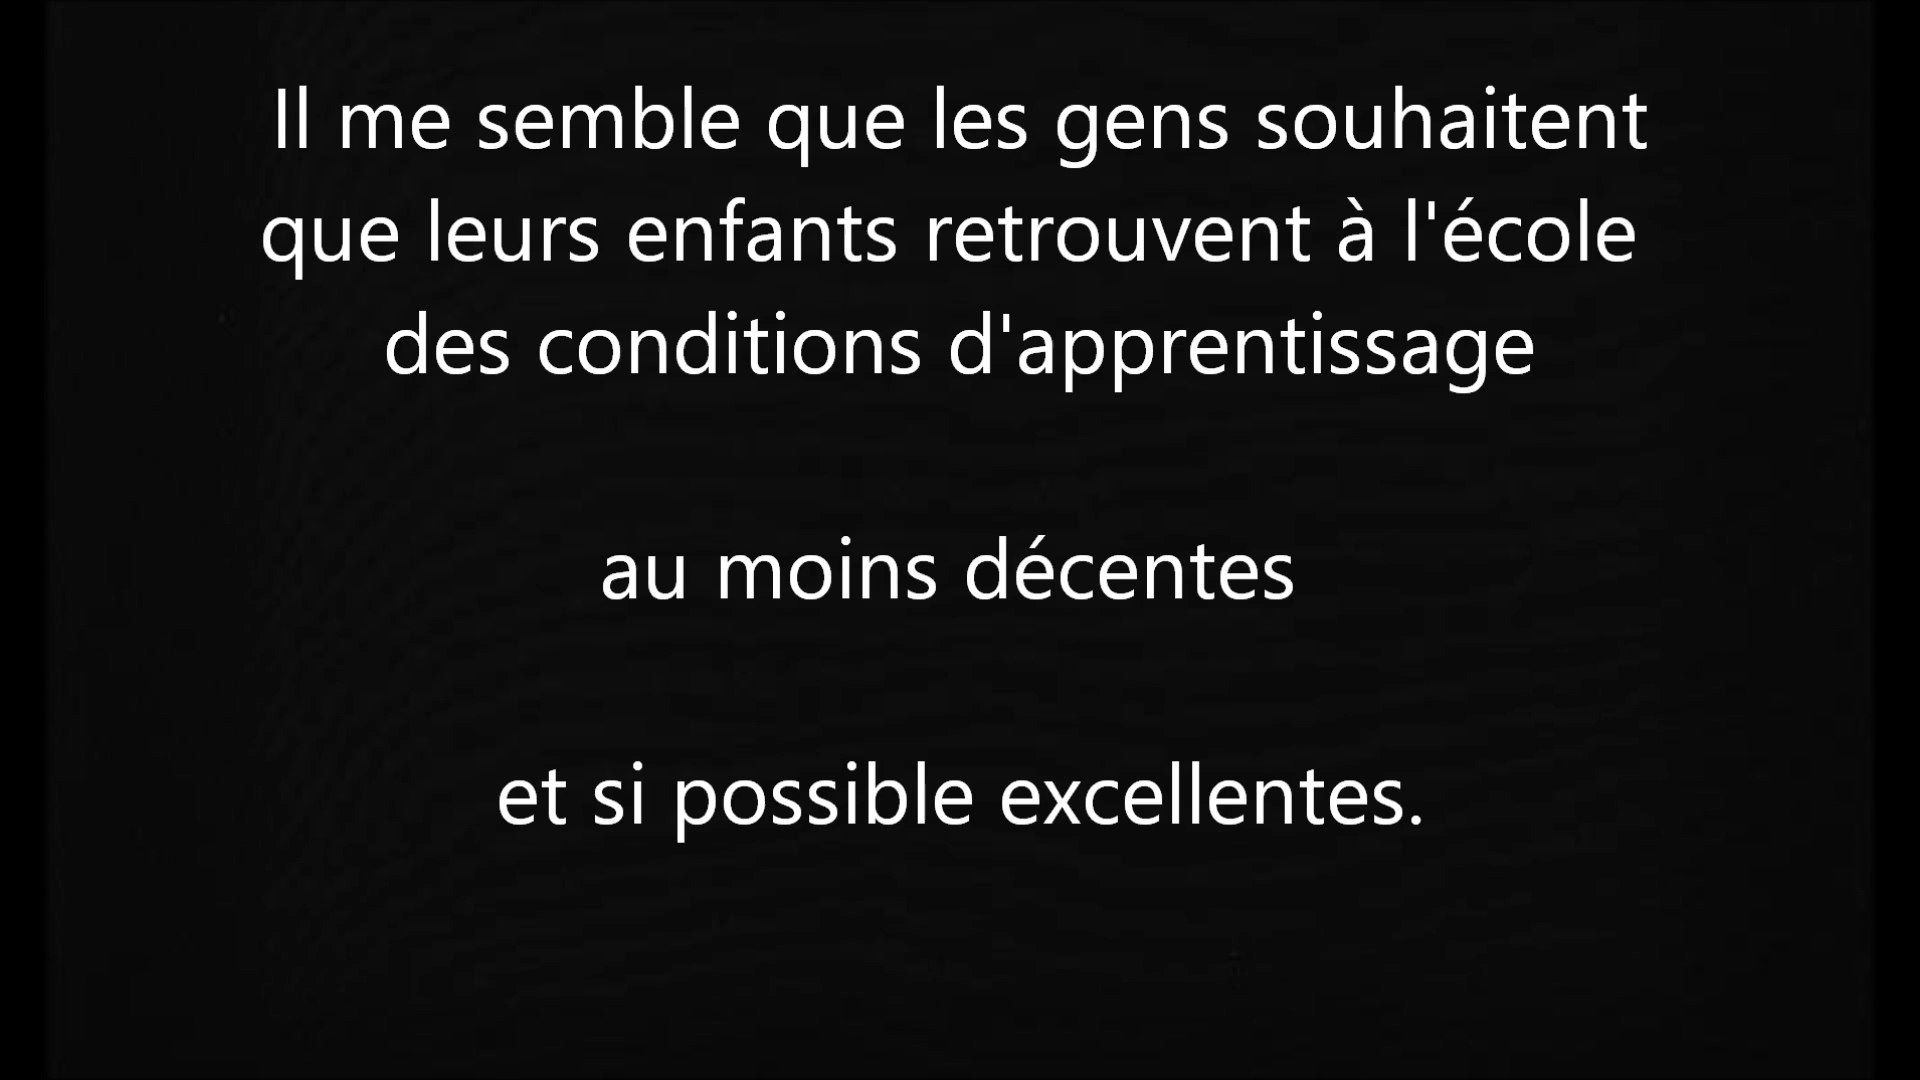 Il me semble que les gens souhaitent
que leurs enfants retrouvent à l'école
des conditions d'apprentissage
au moins décentes
et si possible excellentes.